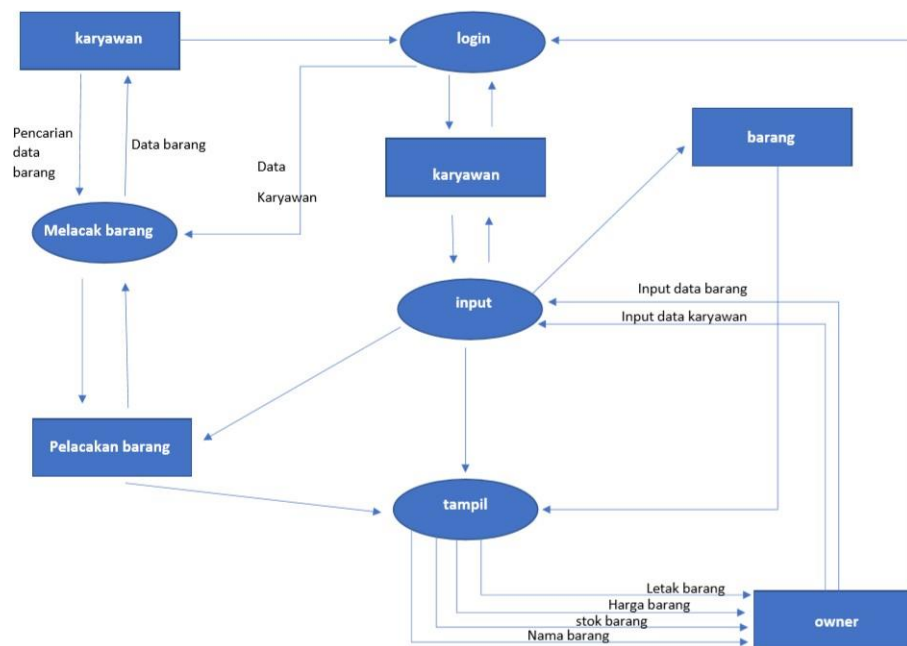 karyawan
login
Pencarian
data
barang
Data barang
Data
Karyawan
karyawan
barang
Melacak barang
input
Input data barang
Input data karyawan
Pelacakan barang
tampil
Letak barang
Harga barang
stok barang
Nama barang
owner